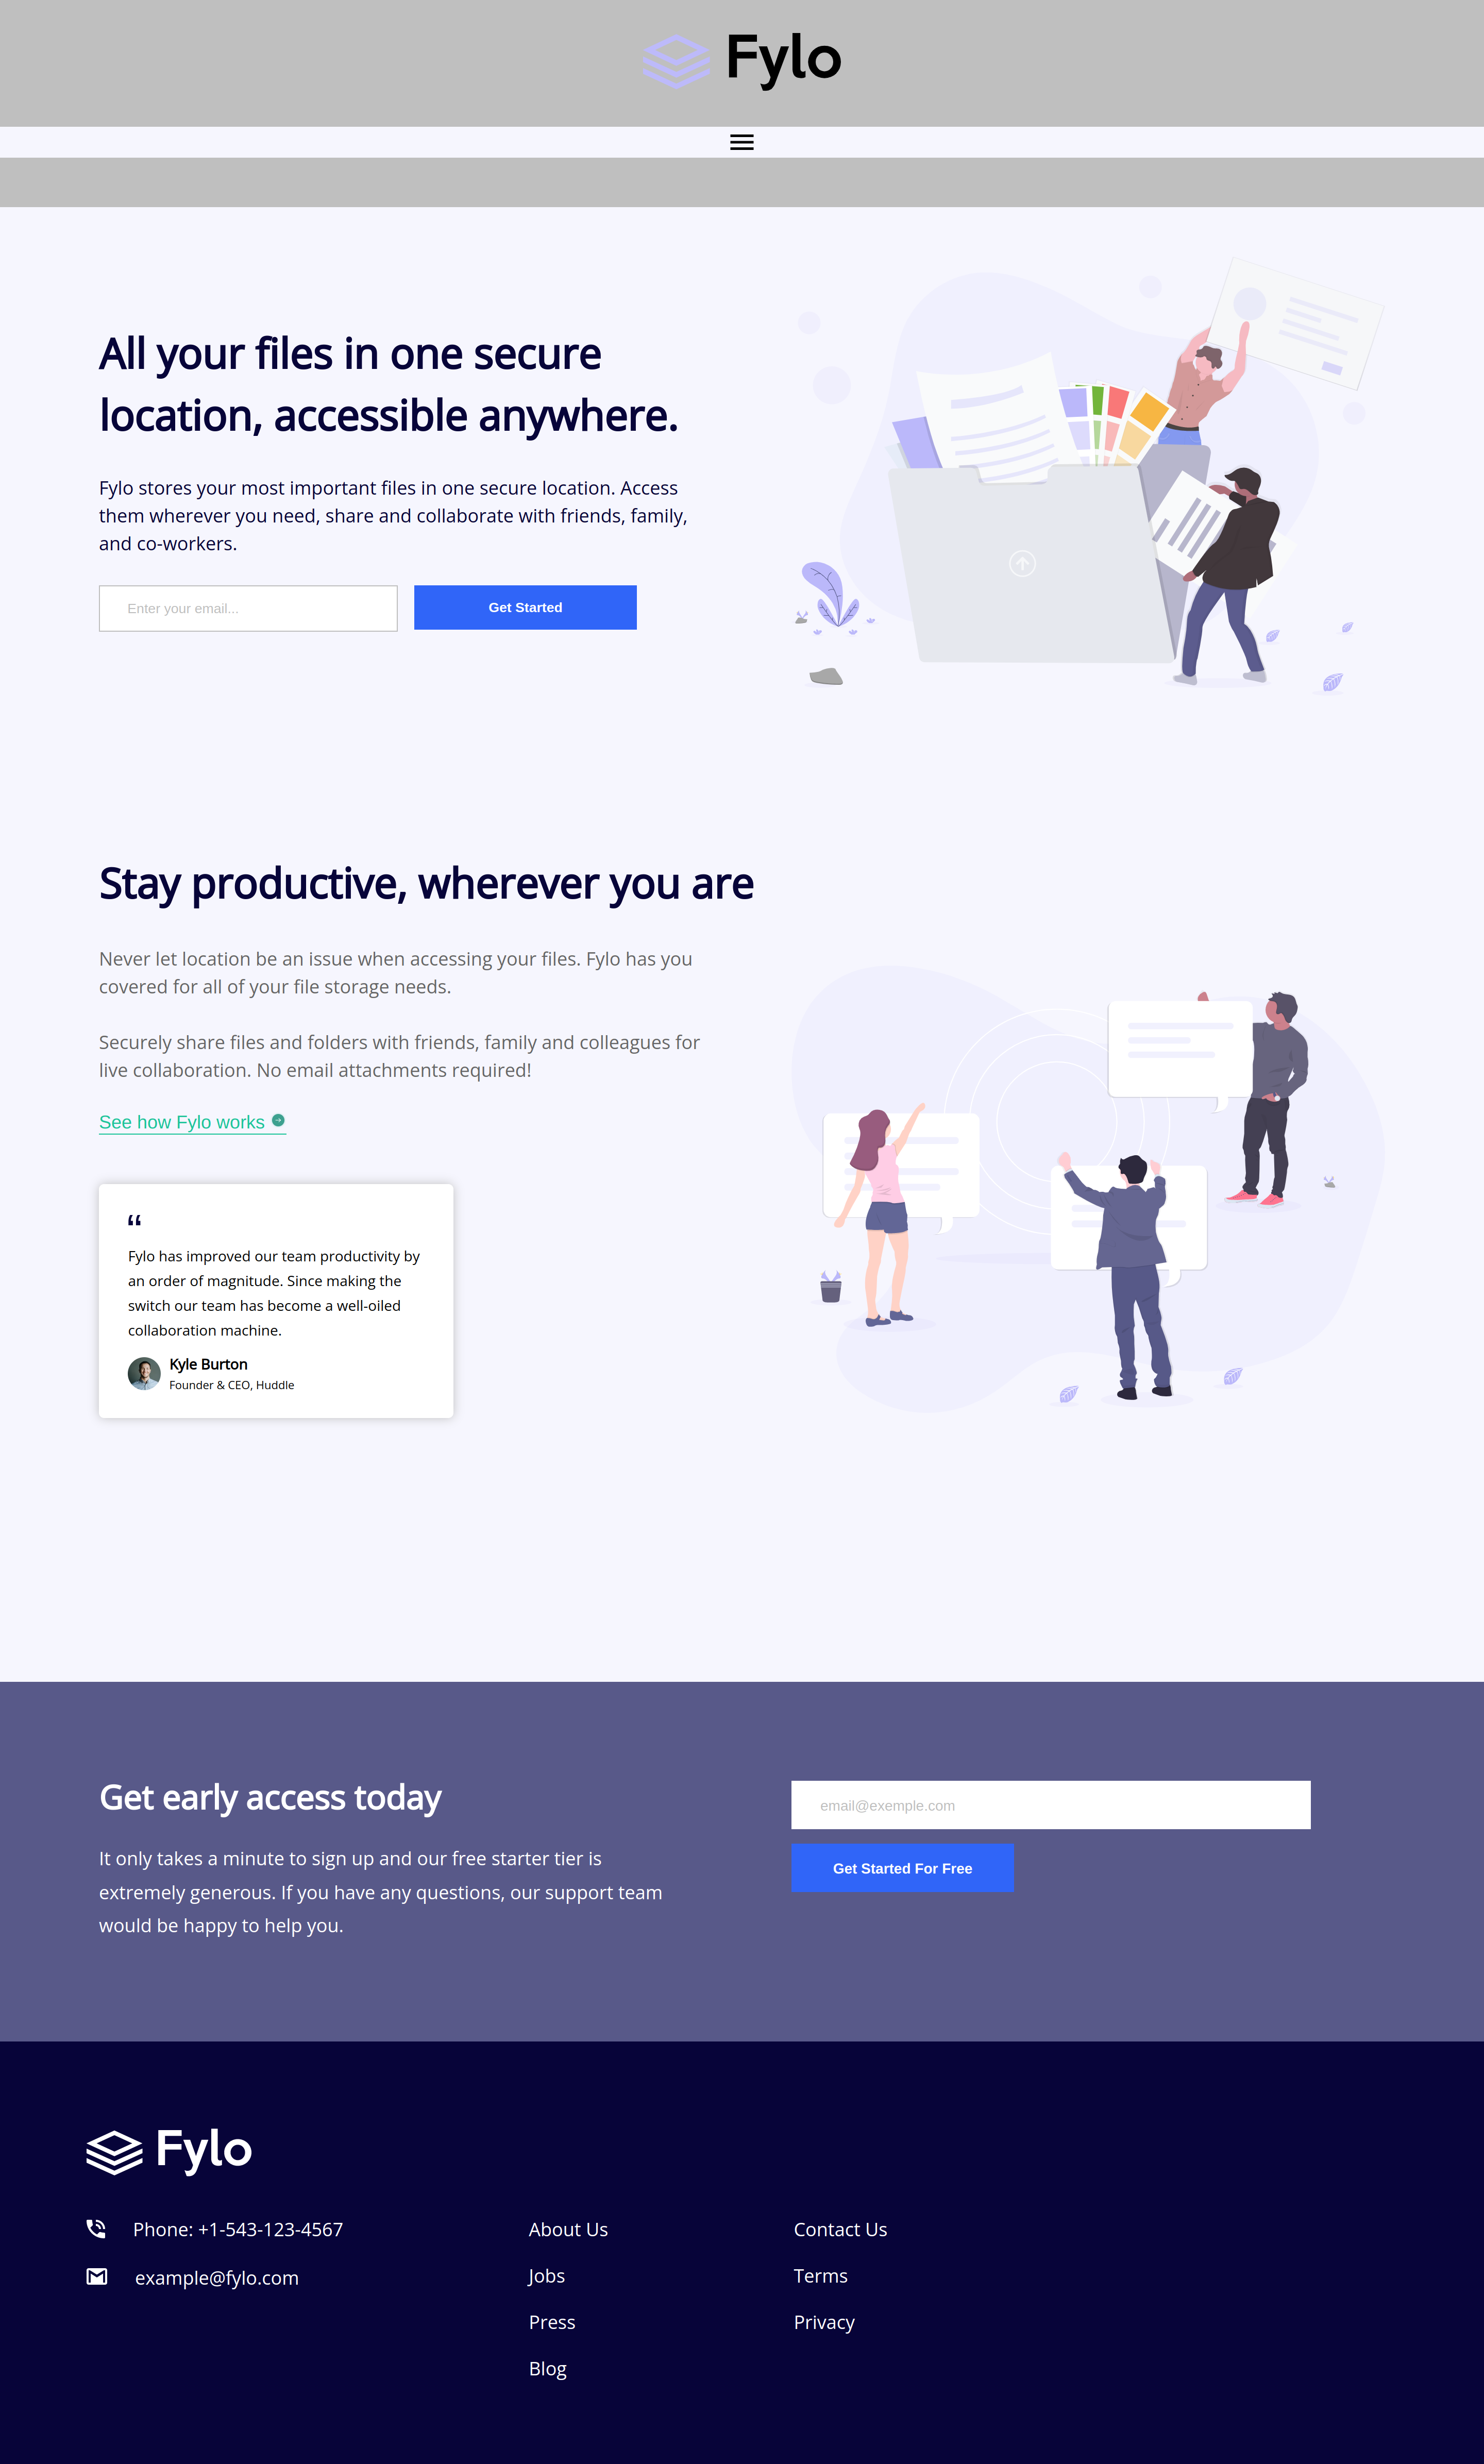 Fylo
All your files in one secure
location, accessible anywhere.
Fylo stores your most important files in one secure location. Access
them wherever you need, share and collaborate with friends, family,
and co-workers.
Enter your email...
Get Started
Stay productive, wherever you are
Never let location be an issue when accessing your files. Fylo has you
covered for all of your file storage needs.
Securely share files and folders with friends, family and colleagues for
live collaboration. No email attachments required!
See how Fylo works
“
Fylo has improved our team productivity by
an order of magnitude. Since making the
switch our team has become a well-oiled
collaboration machine.
Kyle Burton
Founder & CEO, Huddle
Get early access today
It only takes a minute to sign up and our free starter tier is
extremely generous. If you have any questions, our support team
would be happy to help you.
email@exemple.com
Get Started For Free
Fylo
Phone: +1-543-123-4567
example@fylo.com
About Us
Jobs
Press
Blog
Contact Us
Terms
Privacy